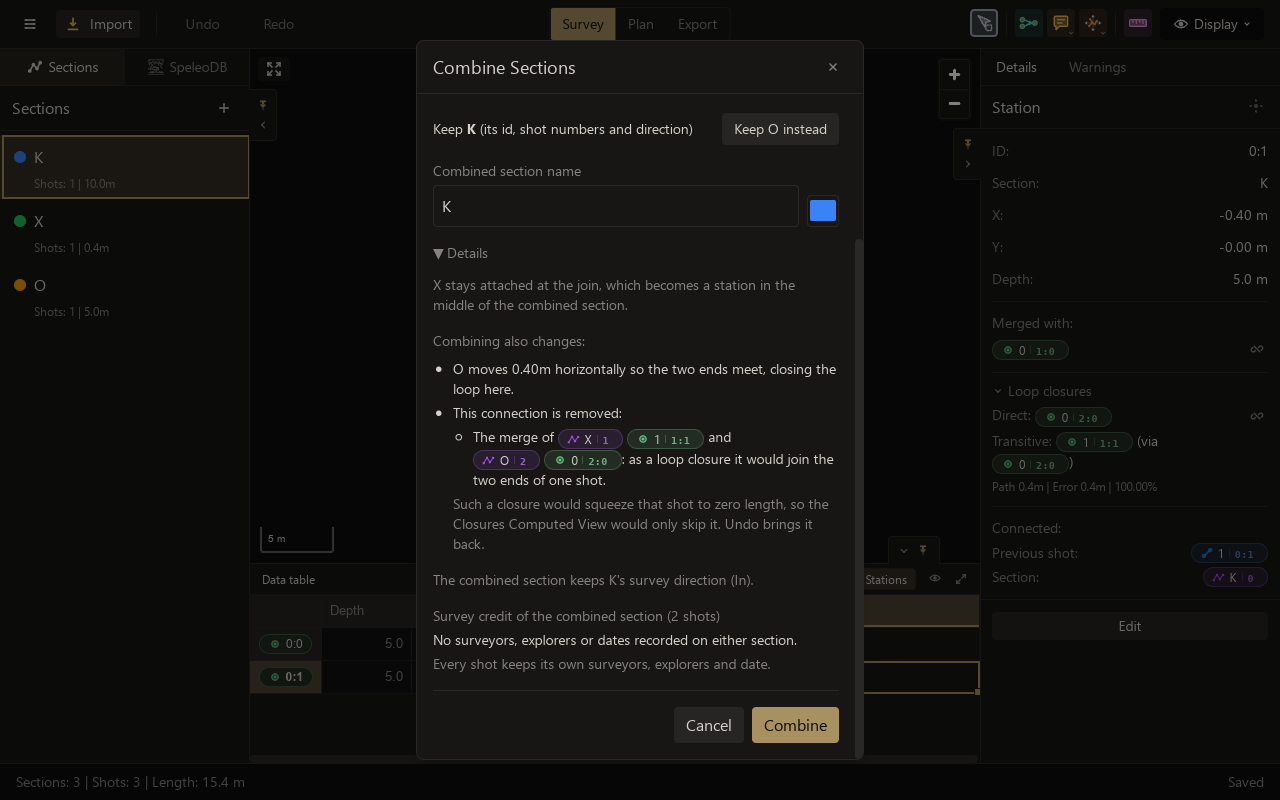 Import
Undo
Redo
Survey
Plan
Export
Display
Sections
SpeleoDB
Sections
K
Shots: 1 | 10.0m
X
Shots: 1 | 0.4m
O
Shots: 1 | 5.0m
5 m
Data table
Stations
Depth
0:0
5.0
0:1
5.0
Combine Sections
Keep K (its id, shot numbers and direction)
Keep O instead
Combined section name
K
▼ Details
X stays attached at the join, which becomes a station in the
middle of the combined section.
Combining also changes:
O moves 0.40m horizontally so the two ends meet, closing the
loop here.
This connection is removed:
The merge of X 1 1 1:1 and
O 2 0 2:0: as a loop closure it would join the
two ends of one shot.
Such a closure would squeeze that shot to zero length, so the
Closures Computed View would only skip it. Undo brings it
back.
The combined section keeps K's survey direction (In).
Survey credit of the combined section (2 shots)
No surveyors, explorers or dates recorded on either section.
Every shot keeps its own surveyors, explorers and date.
Cancel
Combine
Details
Warnings
Station
ID: 0:1
Section: K
X: -0.40 m
Y: -0.00 m
Depth: 5.0 m
Merged with:
0 1:0
Loop closures
Direct: 0 2:0
Transitive: 1 1:1 (via
0 2:0)
Path 0.4m | Error 0.4m | 100.00%
Connected:
Previous shot: 1 0:1
Section: K 0
Edit
Sections: 3 | Shots: 3 | Length: 15.4 m
Saved